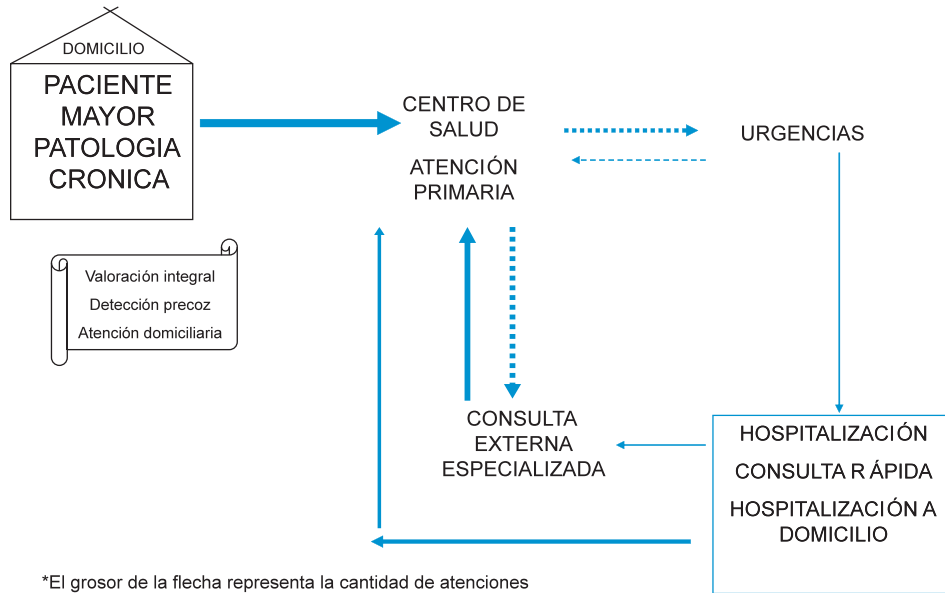 DOMICILIO
PACIENTE
MAYOR
PATOLOGIA
CRONICA
Valoración integral
Detección precoz
Atención domiciliaria
CENTRO DE
SALUD
ATENCIÓN
PRIMARIA
URGENCIAS
CONSULTA
EXTERNA
ESPECIALIZADA
HOSPITALIZACIÓN
CONSULTA R ÁPIDA
HOSPITALIZACIÓN A
DOMICILIO
*El grosor de la flecha representa la cantidad de atenciones